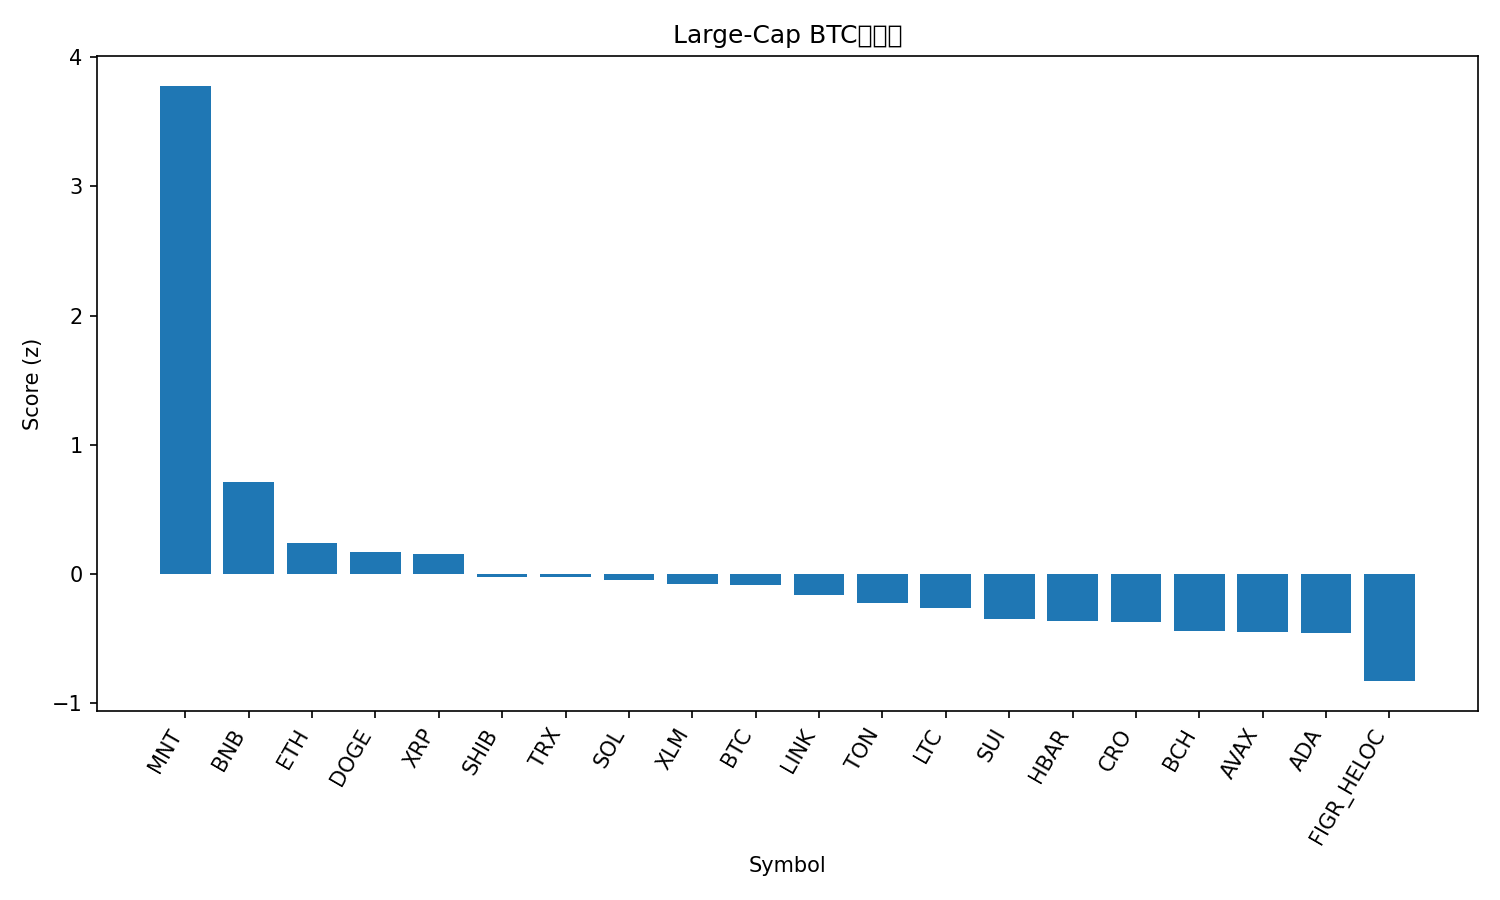 Large-Cap BTC
4
3
2
1
0
−1
Score (z)
MNT
BNB
ETH
DOGE
XRP
SHIB
TRX
SOL
XLM
BTC
LINK
TON
LTC
SUI
HBAR
CRO
BCH
AVAX
ADA
FIGR_HELOC
Symbol